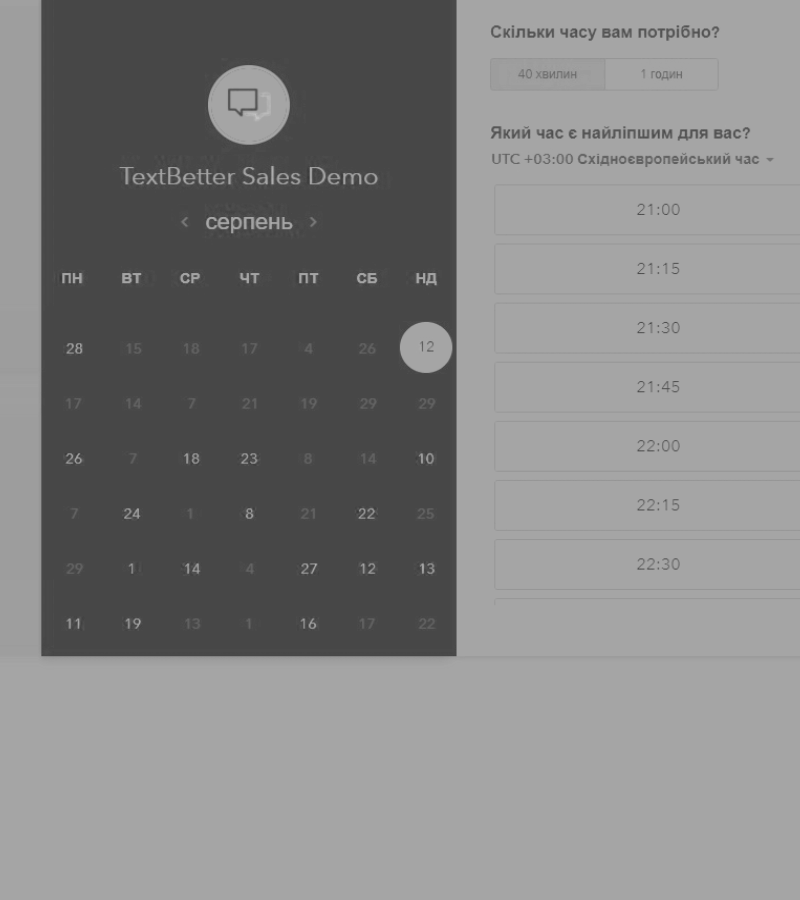 TextBetter Sales Demo
серпень
ПН ВТ СР ЧТ ПТ СБ НД
28 15 18 17 4 26 12
17 14 7 21 19 29 29
26 7 18 23 8 14 10
7 24 1 8 21 22 25
29 1 14 4 27 12 13
11 19 13 1 16 17 22
Скільки часу вам потрібно?
40 хвилин 1 годин
Який час є найліпшим для вас?
UTC +03:00 Східноєвропейський час
21:00
21:15
21:30
21:45
22:00
22:15
22:30